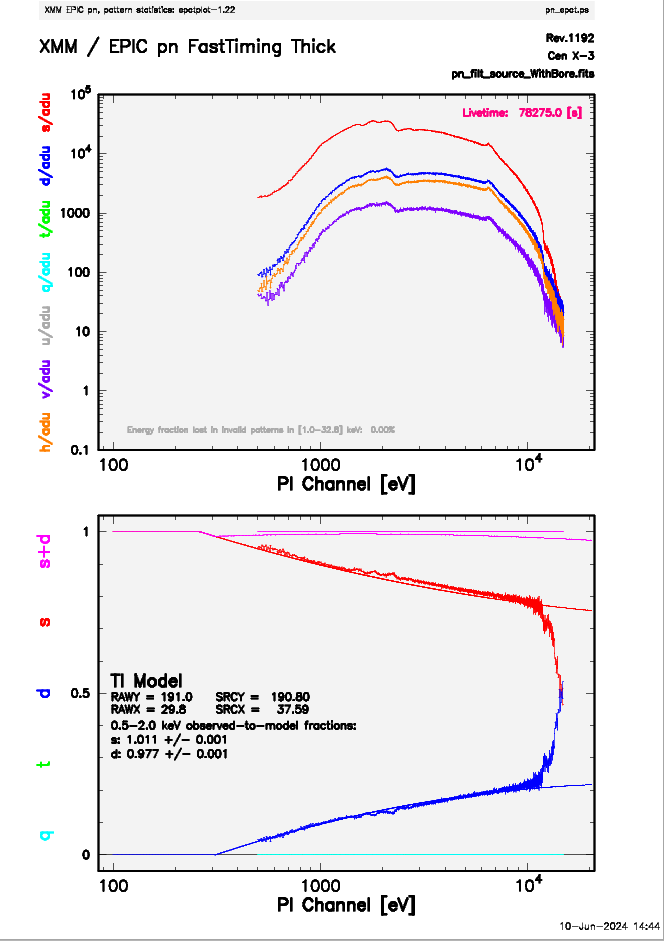 XMM EPIC pn, pattern statistics: epatplot-1.22
pn_epat.ps
XMM / EPIC pn FastTiming Thick
Rev.1192
Cen X-3
pn_filt_source_WithBore.fits
Livetime: 78275.0 [s]
10^5
10^4
1000
100
10
1
0.1
h/adu v/adu u/adu q/adu t/adu d/adu s/adu
Energy fraction lost in invalid patterns in [1.0-32.8] keV: 0.00%
100 1000 10^4
PI Channel [eV]
1
0.5
0
q t d s s+d
TI Model
RAWY = 191.0 SRCY = 190.80
RAWX = 29.8 SRCX = 37.59
0.5-2.0 keV observed-to-model fractions:
s: 1.011 +/- 0.001
d: 0.977 +/- 0.001
100 1000 10^4
PI Channel [eV]
10-Jun-2024 14:44